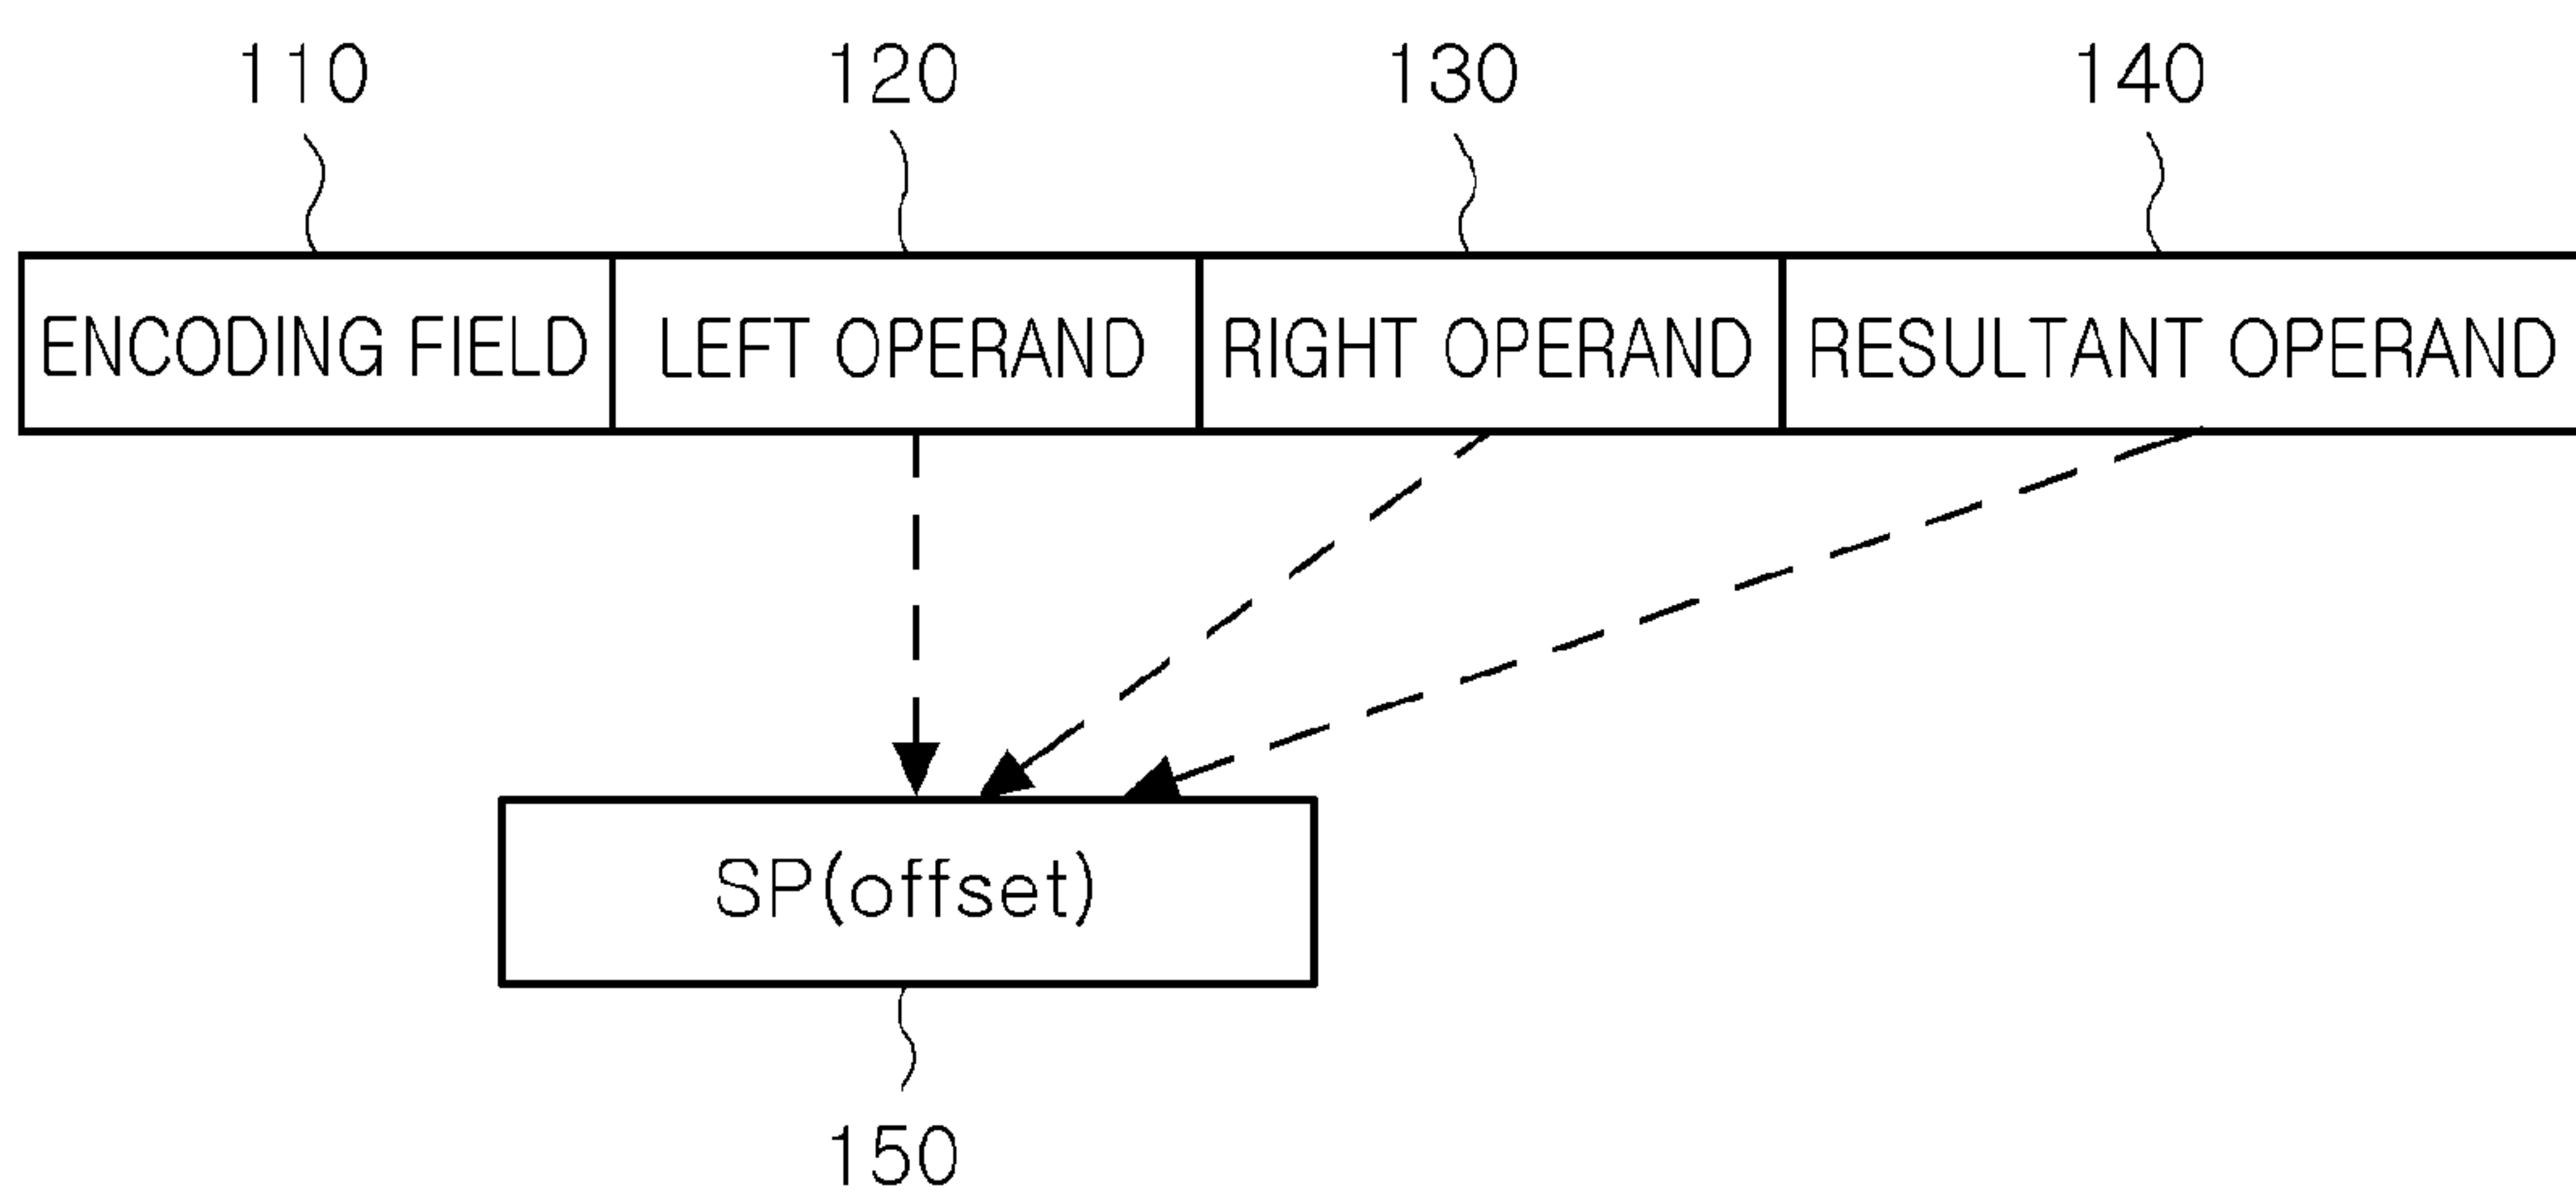 110 120 130 140
ENCODING FIELD LEFT OPERAND RIGHT OPERAND RESULTANT OPERAND
SP(offset)
150